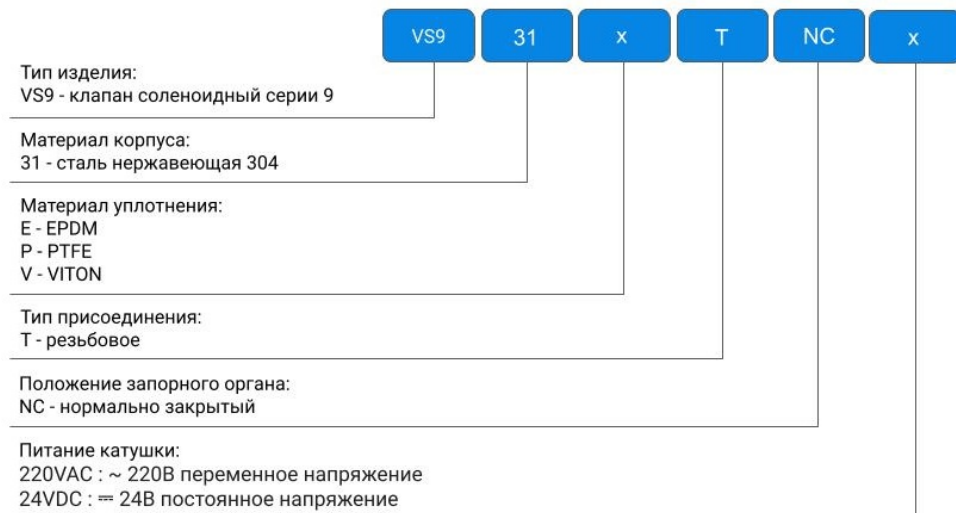 VS9 31 x T NC x
Тип изделия:
VS9 - клапан соленоидный серии 9
Материал корпуса:
31 - сталь нержавеющая 304
Материал уплотнения:
E - EPDM
P - PTFE
V - VITON
Тип присоединения:
T - резьбовое
Положение запорного органа:
NC - нормально закрытый
Питание катушки:
220VAC : ~ 220В переменное напряжение
24VDC : ⎓ 24В постоянное напряжение